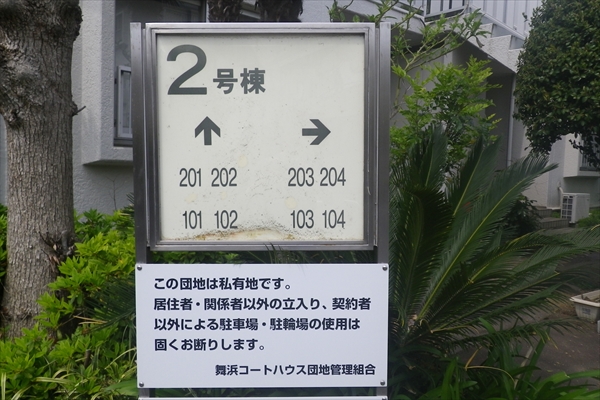 2号棟
↑ →
201 202 203 204
101 102 103 104
この団地は私有地です。
居住者・関係者以外の立入り、契約者
以外による駐車場・駐輪場の使用は
固くお断りします。
舞浜コートハウス団地管理組合